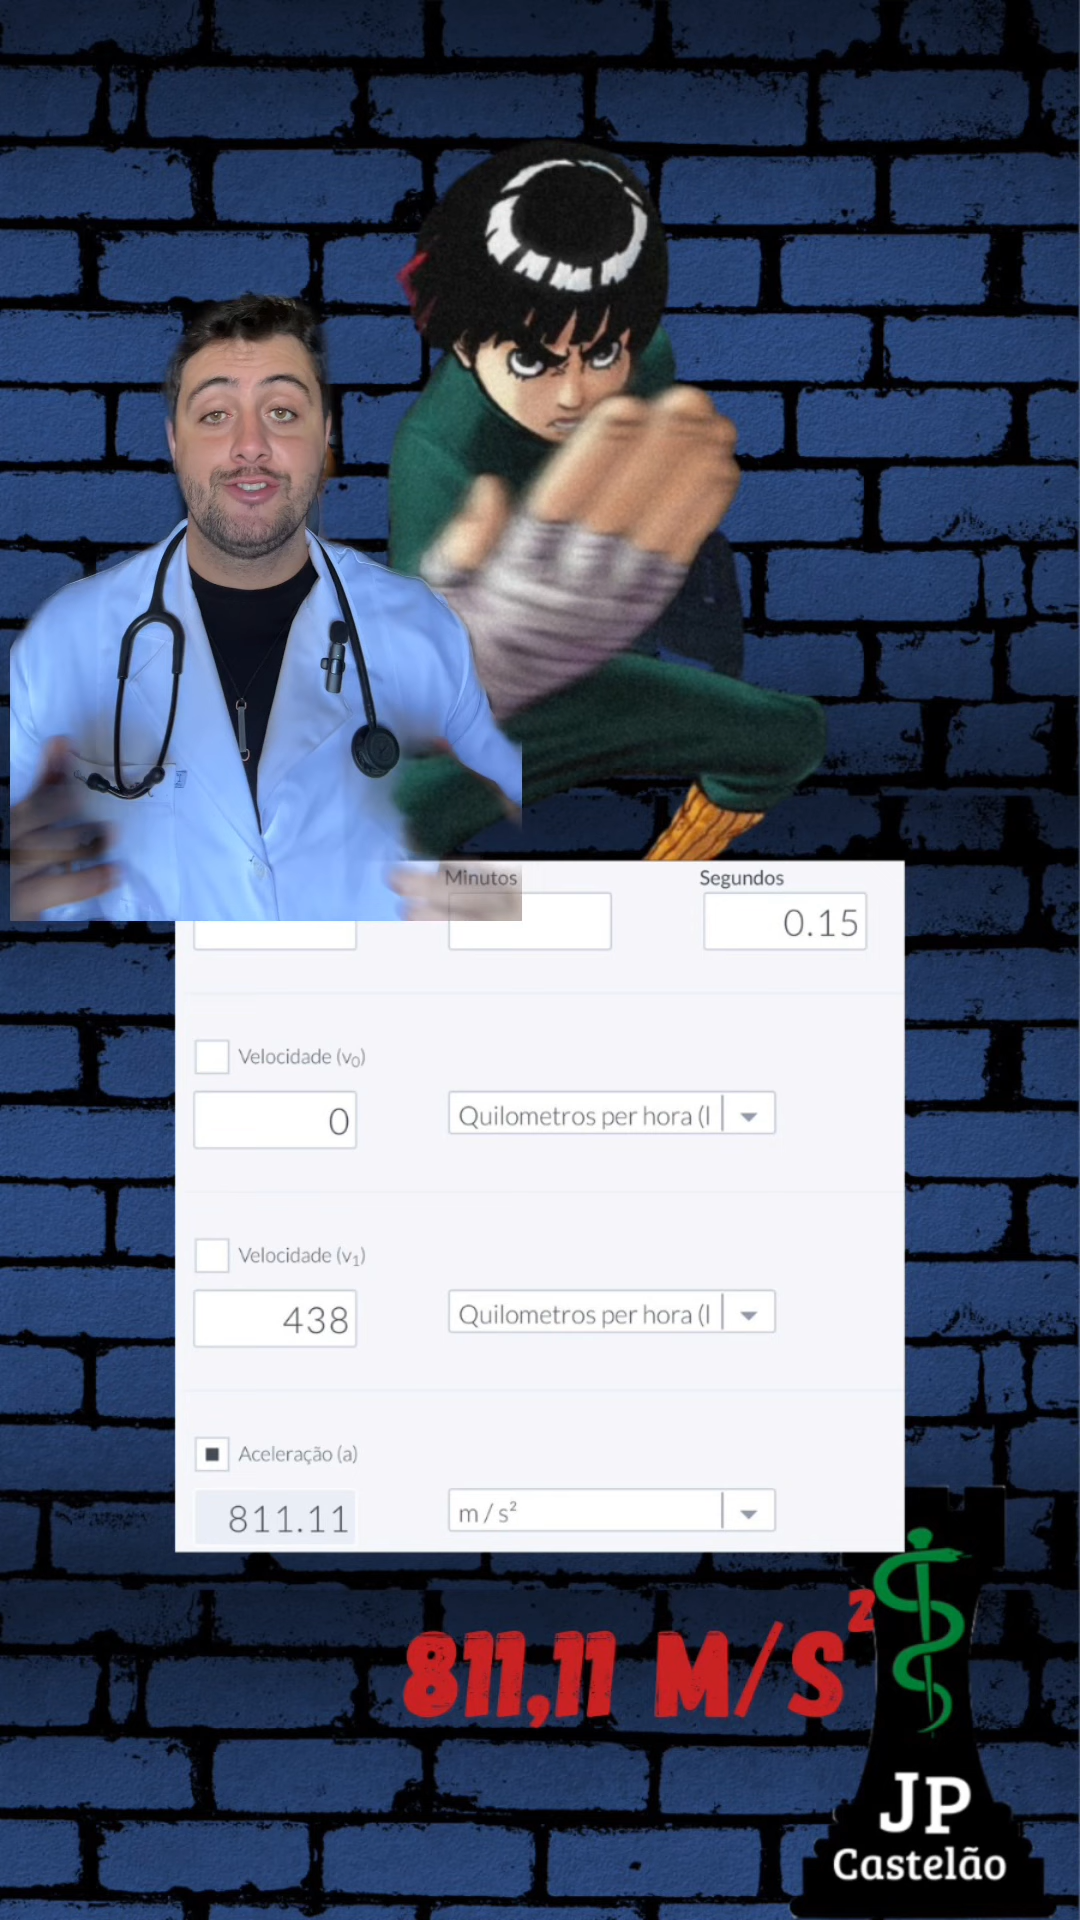 Minutos
Segundos
0.15
Velocidade (v₀)
0
Quilometros per hora (l
Velocidade (v₁)
438
Quilometros per hora (l
Aceleração (a)
811.11
m / s²
811,11 M/S²
JP
Castelão